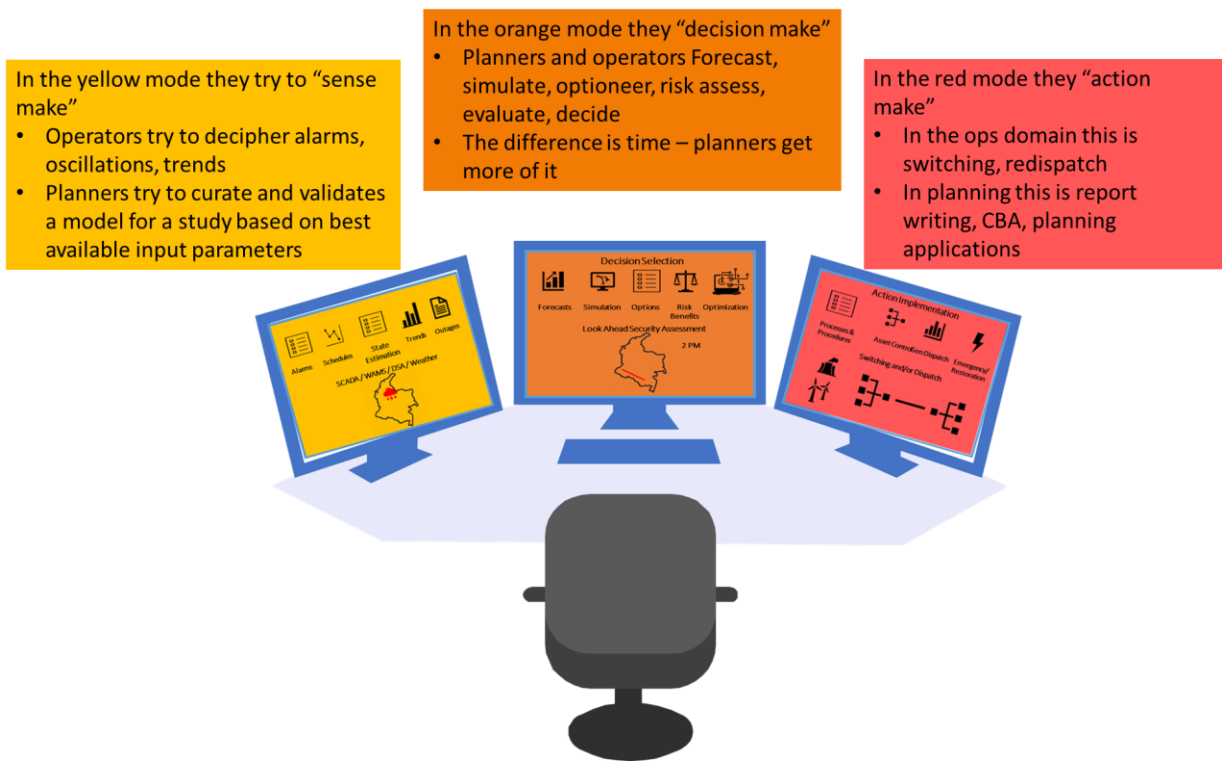 In the yellow mode they try to “sense
make”
• Operators try to decipher alarms,
oscillations, trends
• Planners try to curate and validates
a model for a study based on best
available input parameters
In the orange mode they “decision make”
• Planners and operators Forecast,
simulate, optioneer, risk assess,
evaluate, decide
• The difference is time – planners get
more of it
In the red mode they “action
make”
• In the ops domain this is
switching, redispatch
• In planning this is report
writing, CBA, planning
applications
Alarms
Schedules
State
Estimation
Trends
Outages
SCADA / WAMS / DSA / Weather
Decision Selection
Forecasts
Simulation
Options
Risk
Benefits
Optimization
Look Ahead Security Assessment
2 PM
Action Implementation
Processes &
Procedures
Asset Control
Gen Dispatch
Emergency/
Restoration
Switching and/or Dispatch